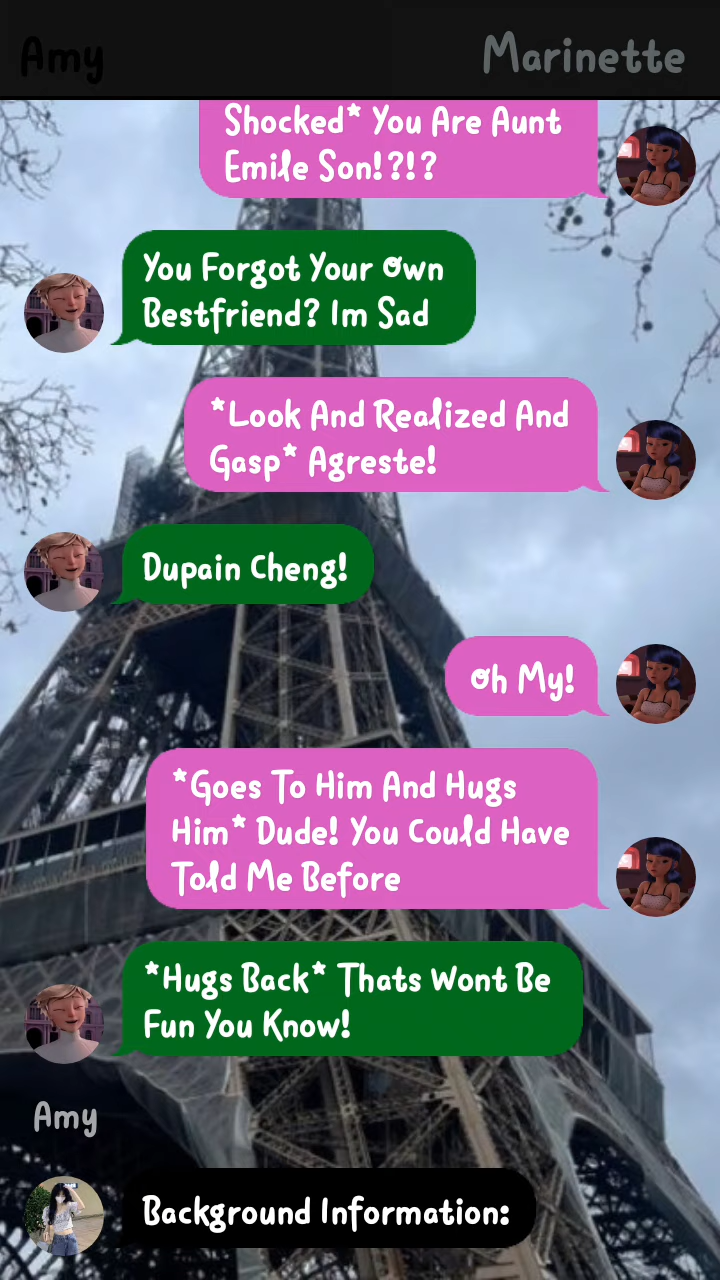 Amy
Marinette
Shocked* You Are Aunt
Emile Son!?!?
You Forgot Your Own
Bestfriend? Im Sad
*Look And Realized And
Gasp* Agreste!
Dupain Cheng!
Oh My!
*Goes To Him And Hugs
Him* Dude! You Could Have
Told Me Before
*Hugs Back* Thats Wont Be
Fun You Know!
Amy
Background Information: